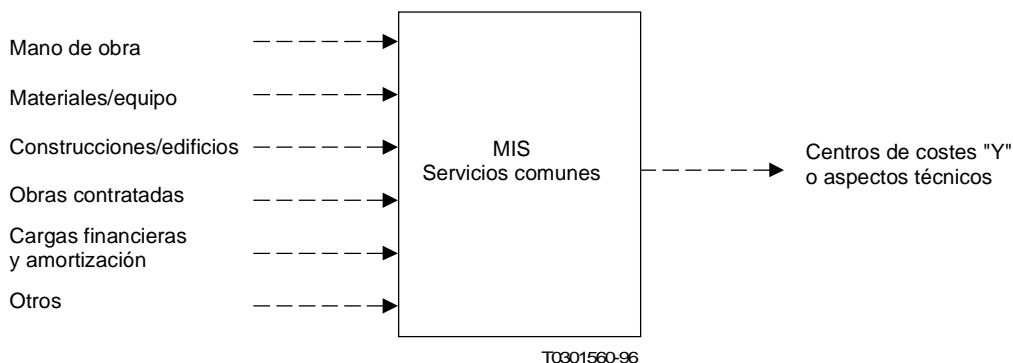 Mano de obra
Materiales/equipo
Construcciones/edificios
Obras contratadas
Cargas financieras
y amortización
Otros
MIS
Servicios comunes
Centros de costes "Y"
o aspectos técnicos
T0301560-96